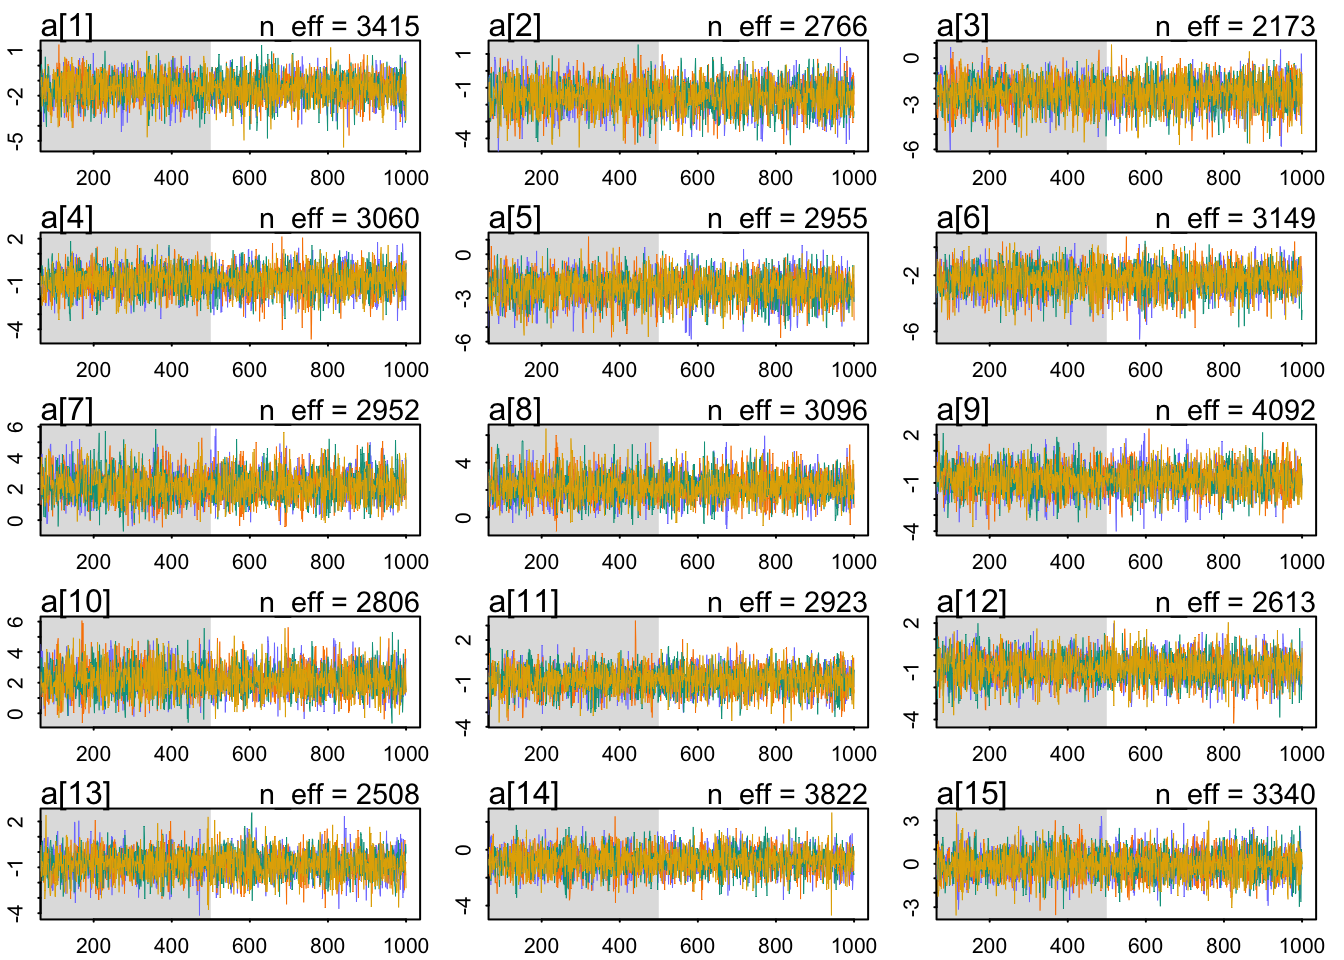 a[1] n_eff = 3415 a[2] n_eff = 2766 a[3] n_eff = 2173
1 -2 -5 1 -1 -4 0 -3 -6
200 400 600 800 1000 200 400 600 800 1000 200 400 600 800 1000
a[4] n_eff = 3060 a[5] n_eff = 2955 a[6] n_eff = 3149
2 -1 -4 0 -3 -6 -2 -6
200 400 600 800 1000 200 400 600 800 1000 200 400 600 800 1000
a[7] n_eff = 2952 a[8] n_eff = 3096 a[9] n_eff = 4092
6 4 2 0 4 0 2 -1 -4
200 400 600 800 1000 200 400 600 800 1000 200 400 600 800 1000
a[10] n_eff = 2806 a[11] n_eff = 2923 a[12] n_eff = 2613
6 4 2 0 2 -1 -4 2 -1 -4
200 400 600 800 1000 200 400 600 800 1000 200 400 600 800 1000
a[13] n_eff = 2508 a[14] n_eff = 3822 a[15] n_eff = 3340
2 -1 -4 0 -4 3 0 -3
200 400 600 800 1000 200 400 600 800 1000 200 400 600 800 1000